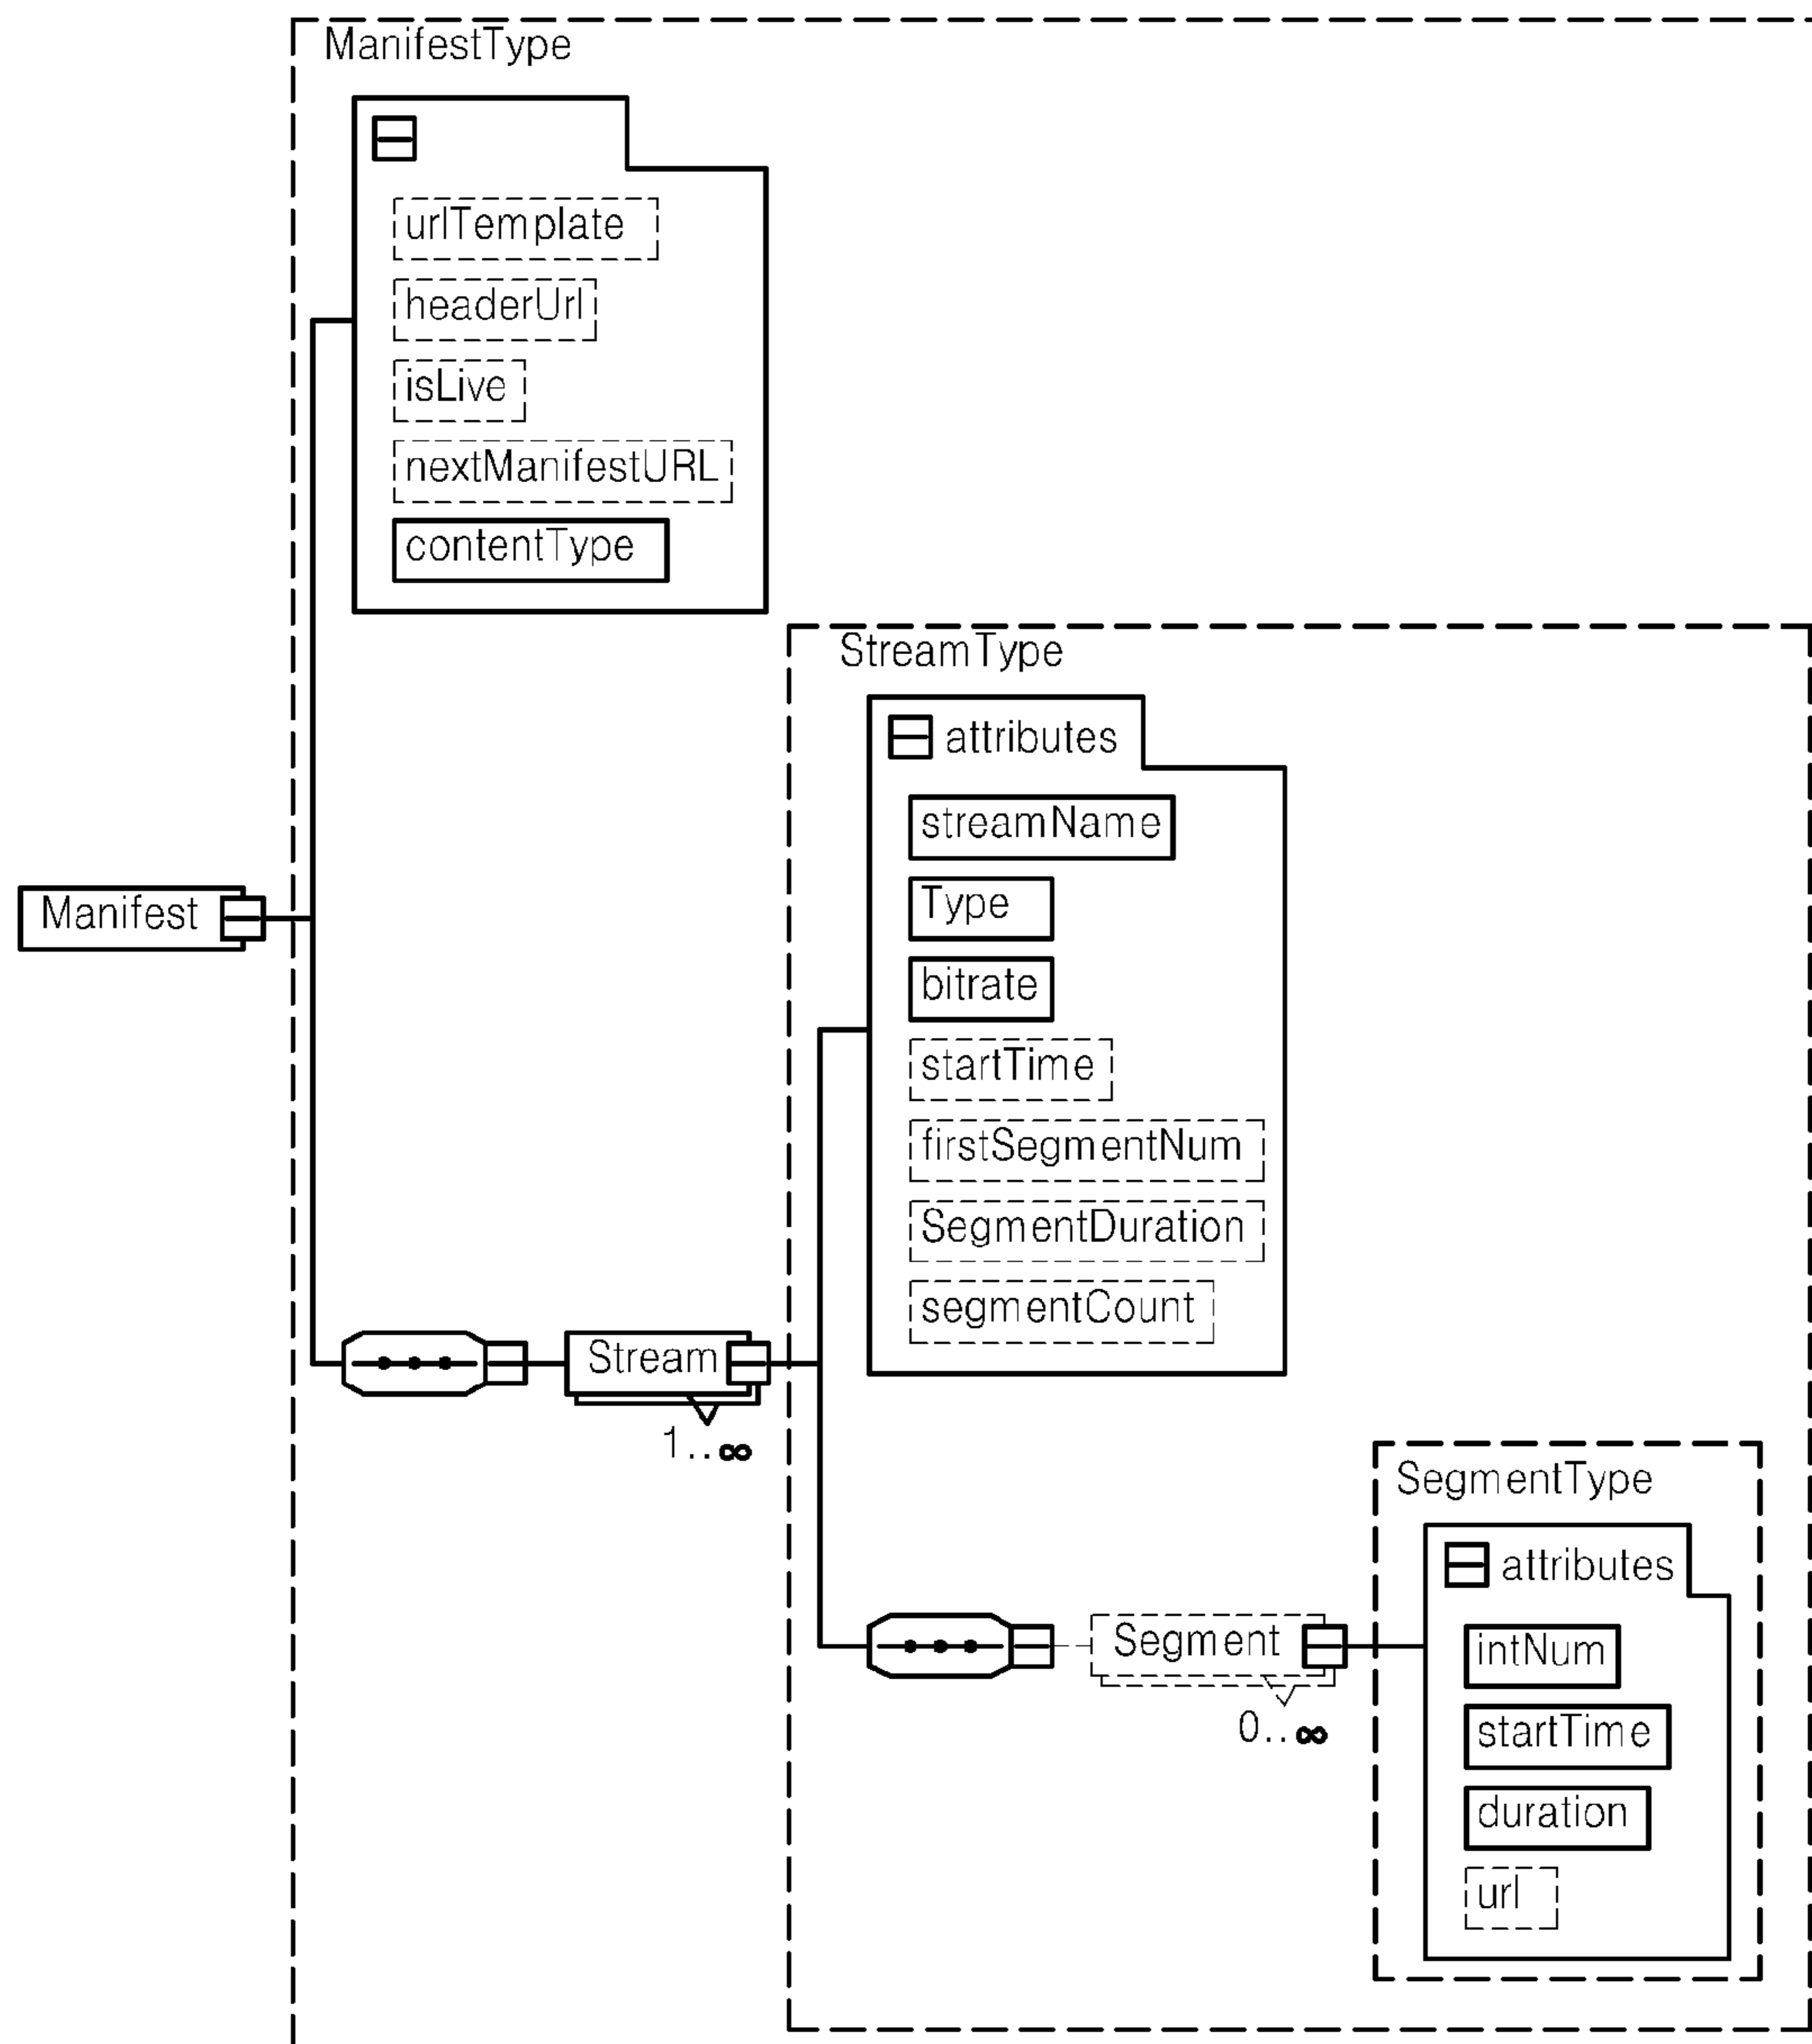 ManifestType
urlTemplate
headerUrl
isLive
nextManifestURL
contentType
StreamType
attributes
streamName
Type
bitrate
startTime
firstSegmentNum
SegmentDuration
segmentCount
Manifest
Stream
1..∞
SegmentType
attributes
intNum
startTime
duration
url
Segment
0..∞